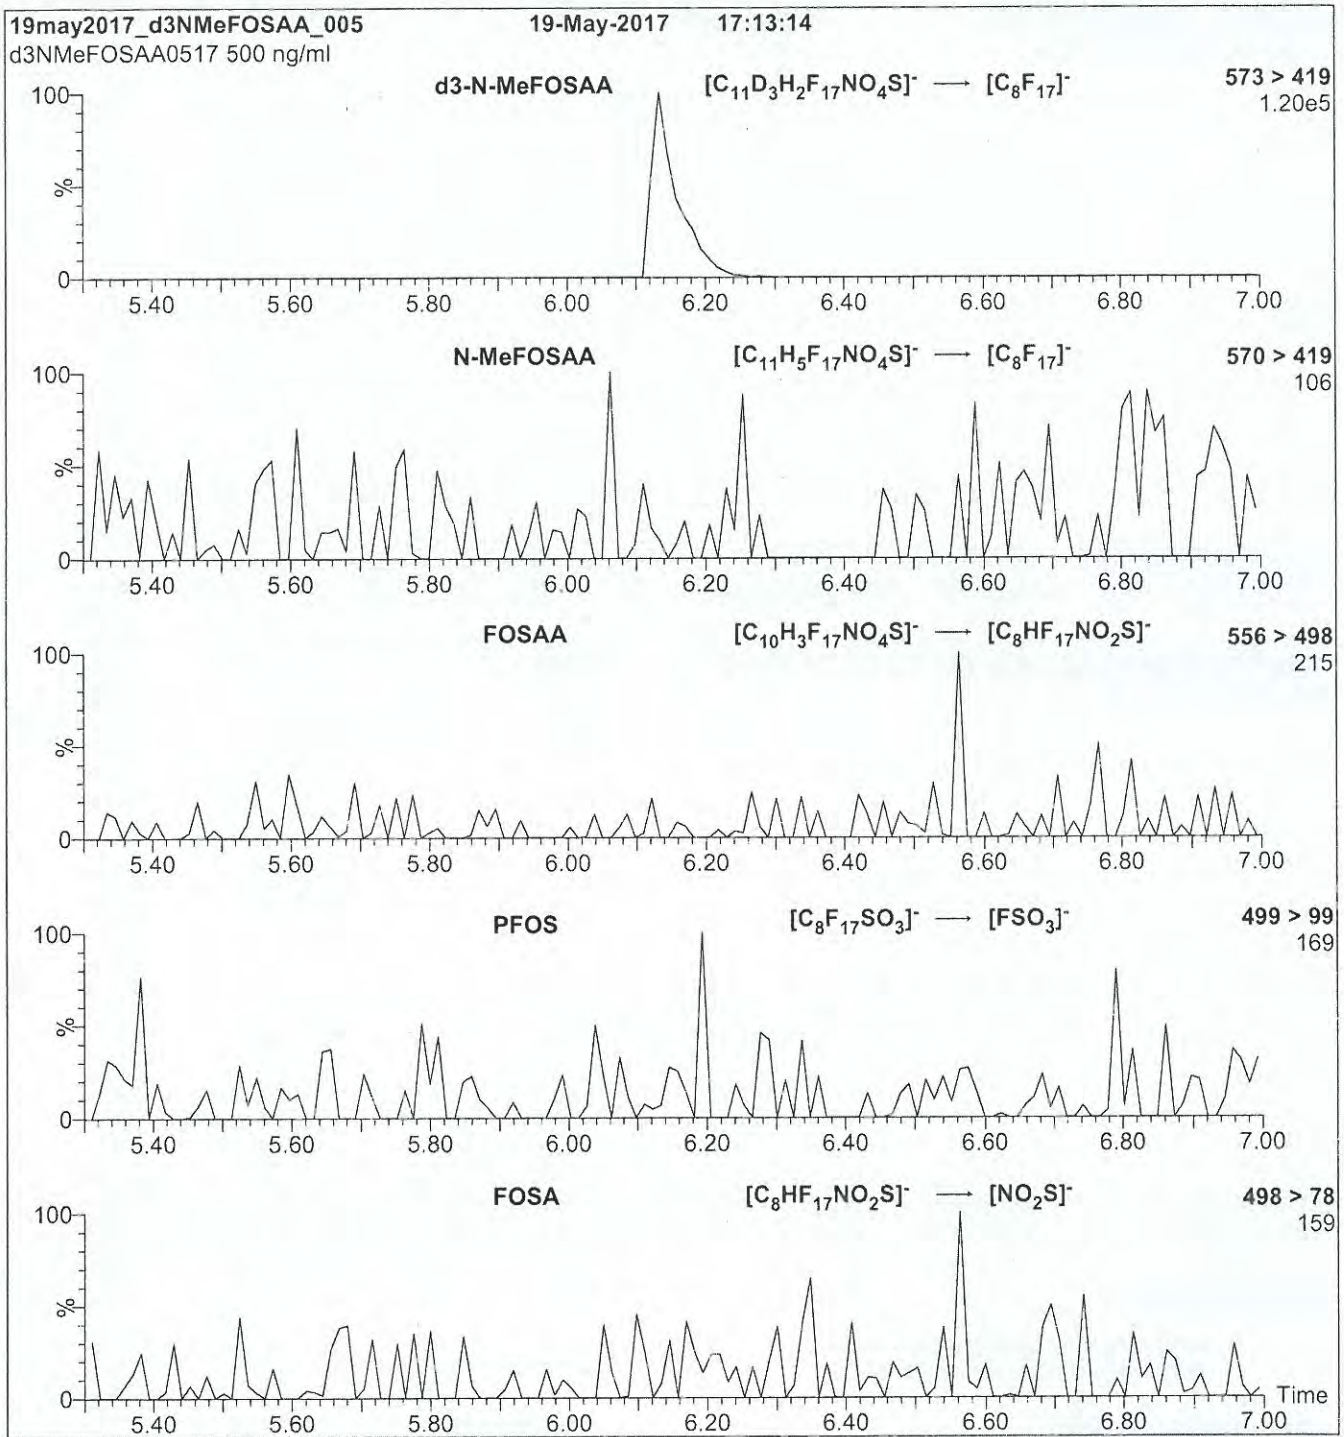 19may2017_d3NMeFOSAA_005 19-May-2017 17:13:14
d3NMeFOSAA0517 500 ng/ml
d3-N-MeFOSAA [C₁₁D₃H₂F₁₇NO₄S]⁻ → [C₈F₁₇]⁻ 573 > 419
1.20e5
100
%
0
5.40 5.60 5.80 6.00 6.20 6.40 6.60 6.80 7.00
N-MeFOSAA [C₁₁H₅F₁₇NO₄S]⁻ → [C₈F₁₇]⁻ 570 > 419
106
100
%
0
5.40 5.60 5.80 6.00 6.20 6.40 6.60 6.80 7.00
FOSAA [C₁₀H₃F₁₇NO₄S]⁻ → [C₈HF₁₇NO₂S]⁻ 556 > 498
215
100
%
0
5.40 5.60 5.80 6.00 6.20 6.40 6.60 6.80 7.00
PFOS [C₈F₁₇SO₃]⁻ → [FSO₃]⁻ 499 > 99
169
100
%
0
5.40 5.60 5.80 6.00 6.20 6.40 6.60 6.80 7.00
FOSA [C₈HF₁₇NO₂S]⁻ → [NO₂S]⁻ 498 > 78
159
100
%
0
Time
5.40 5.60 5.80 6.00 6.20 6.40 6.60 6.80 7.00